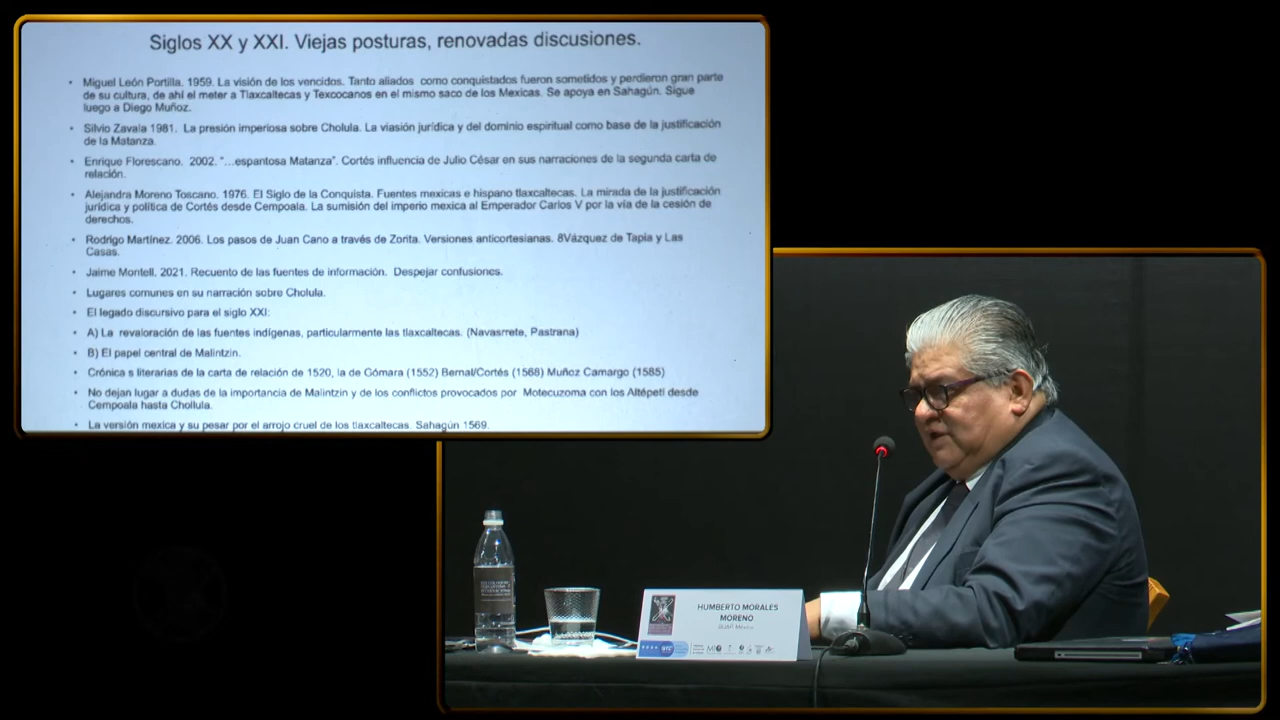 Siglos XX y XXI. Viejas posturas, renovadas discusiones.
• Miguel León Portilla. 1959. La visión de los vencidos. Tanto aliados como conquistados fueron sometidos y perdieron gran parte
de su cultura, de ahí el meter a Tlaxcaltecas y Texcocanos en el mismo saco de los Mexicas. Se apoya en Sahagún. Sigue
luego a Diego Muñoz.
• Silvio Zavala 1981. La presión imperiosa sobre Cholula. La viasión jurídica y del dominio espiritual como base de la justificación
de la Matanza.
• Enrique Florescano. 2002. “...espantosa Matanza”. Cortés influencia de Julio César en sus narraciones de la segunda carta de
relación.
• Alejandra Moreno Toscano. 1976. El Siglo de la Conquista. Fuentes mexicas e hispano tlaxcaltecas. La mirada de la justificación
jurídica y política de Cortés desde Cempoala. La sumisión del imperio mexica al Emperador Carlos V por la vía de la cesión de
derechos.
• Rodrigo Martínez. 2006. Los pasos de Juan Cano a través de Zorita. Versiones anticortesianas. 8Vázquez de Tapia y Las
Casas.
• Jaime Montell, 2021. Recuento de las fuentes de información. Despejar confusiones.
• Lugares comunes en su narración sobre Cholula.
• El legado discursivo para el siglo XXI:
• A) La revaloración de las fuentes indígenas, particularmente las tlaxcaltecas. (Navasrrete, Pastrana)
• B) El papel central de Malintzin.
• Crónica s literarias de la carta de relación de 1520, la de Gómara (1552) Bernal/Cortés (1568) Muñoz Camargo (1585)
• No dejan lugar a dudas de la importancia de Malintzin y de los conflictos provocados por Motecuzoma con los Altépetl desde
Cempoala hasta Chollula.
• La versión mexica y su pesar por el arrojo cruel de los tlaxcaltecas. Sahagún 1569.
HUMBERTO MORALES
MORENO
BUAP, México